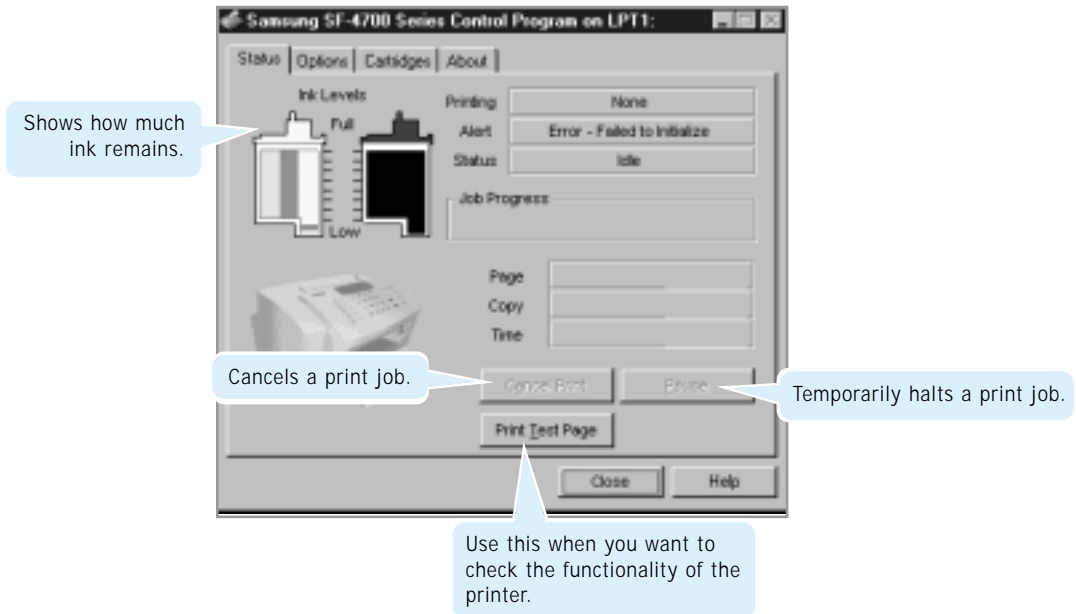 Samsung SF-4700 Series Control Program on LPT1:
Status Options Cartridges About
Ink Levels
Full
Low
Printing None
Alert Error - Failed to Initialize
Status Idle
Job Progress
Page
Copy
Time
Cancel Print Pause
Print Test Page
Close Help
Shows how much
ink remains.
Cancels a print job.
Temporarily halts a print job.
Use this when you want to
check the functionality of the
printer.